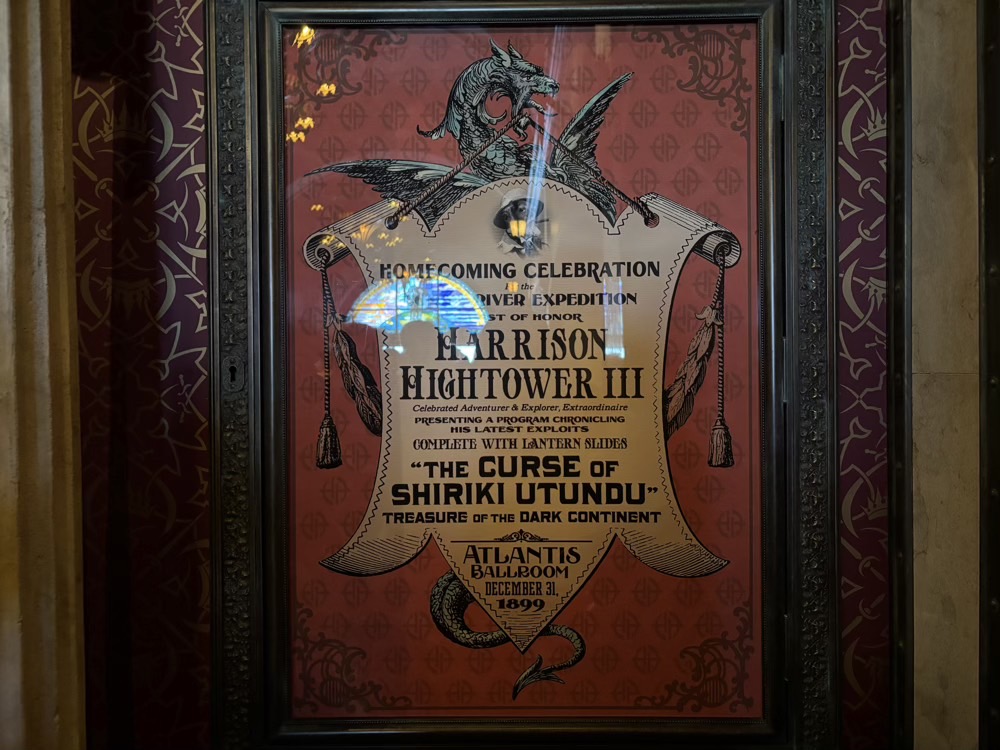 HOMECOMING CELEBRATION
the
RIVER EXPEDITION
OF HONOR
HARRISON
HIGHTOWER III
Celebrated Adventurer & Explorer, Extraordinaire
PRESENTING A PROGRAM CHRONICLING
HIS LATEST EXPLOITS
COMPLETE WITH LANTERN SLIDES
"THE CURSE OF
SHIRIKI UTUNDU"
TREASURE OF THE DARK CONTINENT
ATLANTIS
BALLROOM
DECEMBER 31,
1899